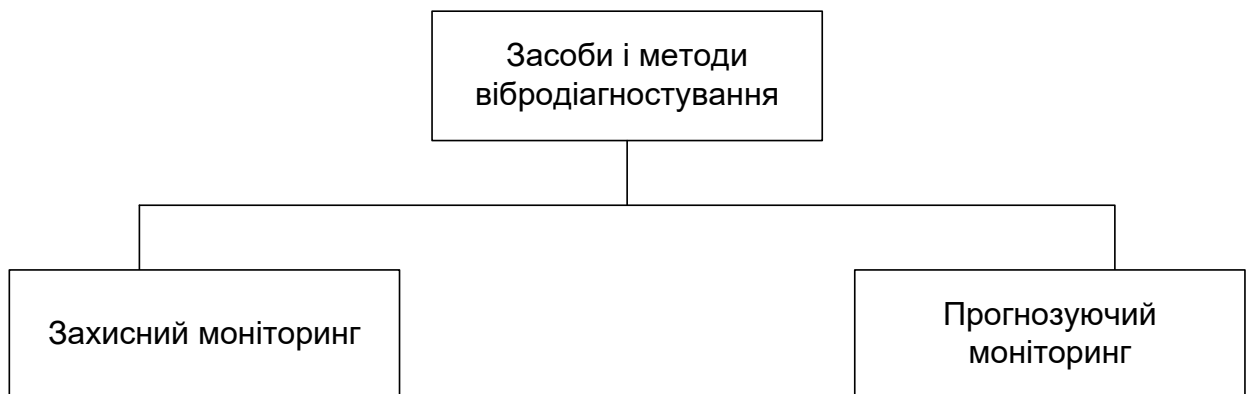 Засоби і методи
вібродіагностування
Захисний моніторинг
Прогнозуючий
моніторинг